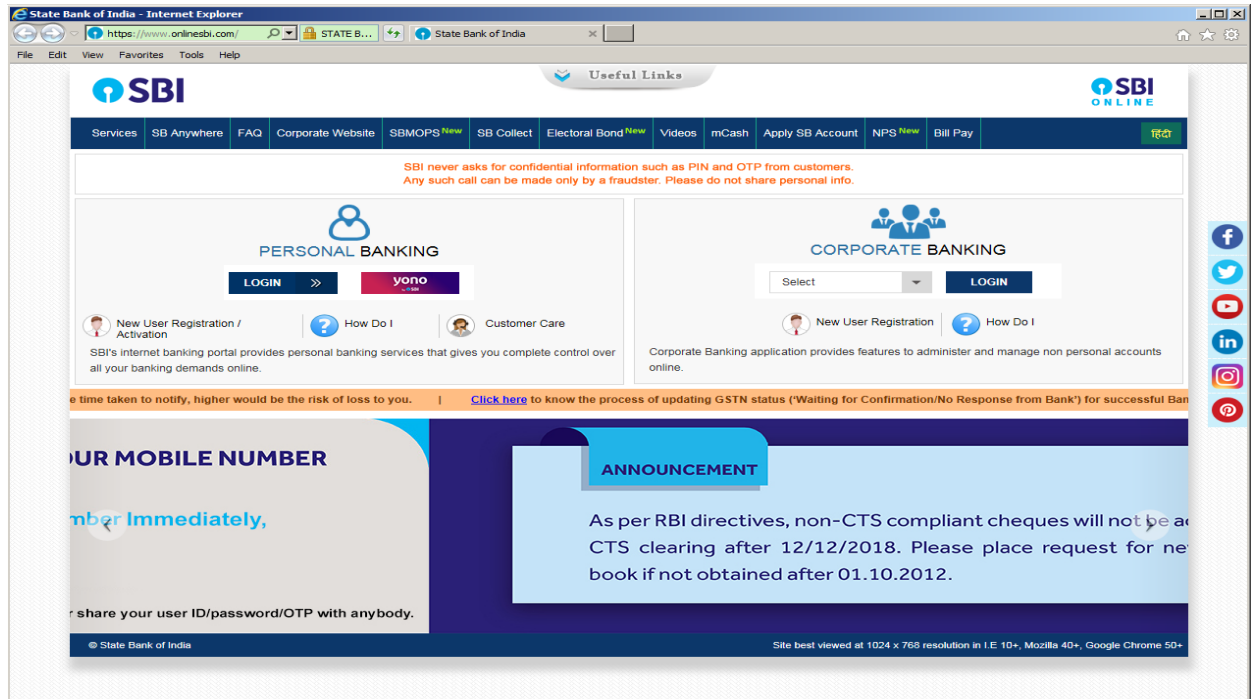 State Bank of India - Internet Explorer
https://www.onlinesbi.com/ STATE B... State Bank of India
File Edit View Favorites Tools Help
Useful Links
SBI
SBI
ONLINE
Services SB Anywhere FAQ Corporate Website SBMOPS New SB Collect Electoral Bond New Videos mCash Apply SB Account NPS New Bill Pay हिंदी
SBI never asks for confidential information such as PIN and OTP from customers.
Any such call can be made only by a fraudster. Please do not share personal info.
PERSONAL BANKING
LOGIN » yono
by SBI
New User Registration /
Activation
How Do I
Customer Care
SBI's internet banking portal provides personal banking services that gives you complete control over
all your banking demands online.
CORPORATE BANKING
Select LOGIN
New User Registration How Do I
Corporate Banking application provides features to administer and manage non personal accounts
online.
e time taken to notify, higher would be the risk of loss to you. | Click here to know the process of updating GSTN status ('Waiting for Confirmation/No Response from Bank') for successful Ban
OUR MOBILE NUMBER
mber Immediately,
r share your user ID/password/OTP with anybody.
ANNOUNCEMENT
As per RBI directives, non-CTS compliant cheques will not be ac
CTS clearing after 12/12/2018. Please place request for ne
book if not obtained after 01.10.2012.
© State Bank of India
Site best viewed at 1024 x 768 resolution in I.E 10+, Mozilla 40+, Google Chrome 50+